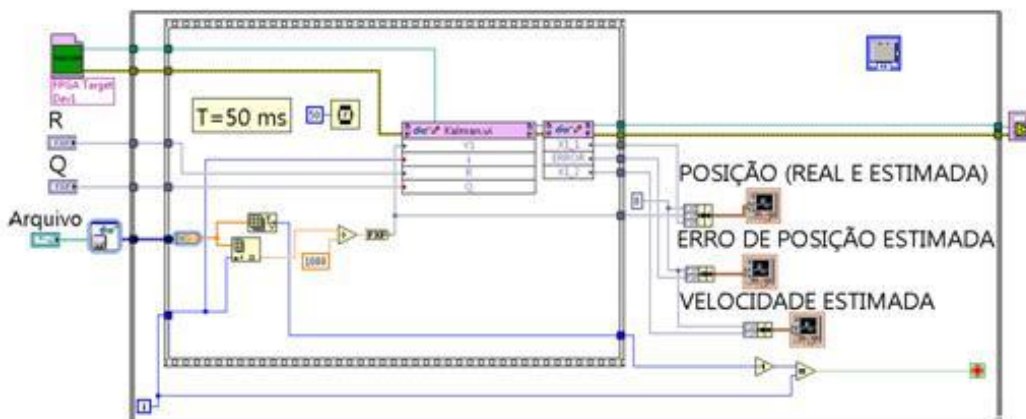 FPGA Target
Dev1
R
Q
Arquivo
T=50 ms
50
Kalman.vi
Y1
R
Q
X1_1
ERROR
X1_2
FXP
1000
0
POSIÇÃO (REAL E ESTIMADA)
ERRO DE POSIÇÃO ESTIMADA
VELOCIDADE ESTIMADA
i